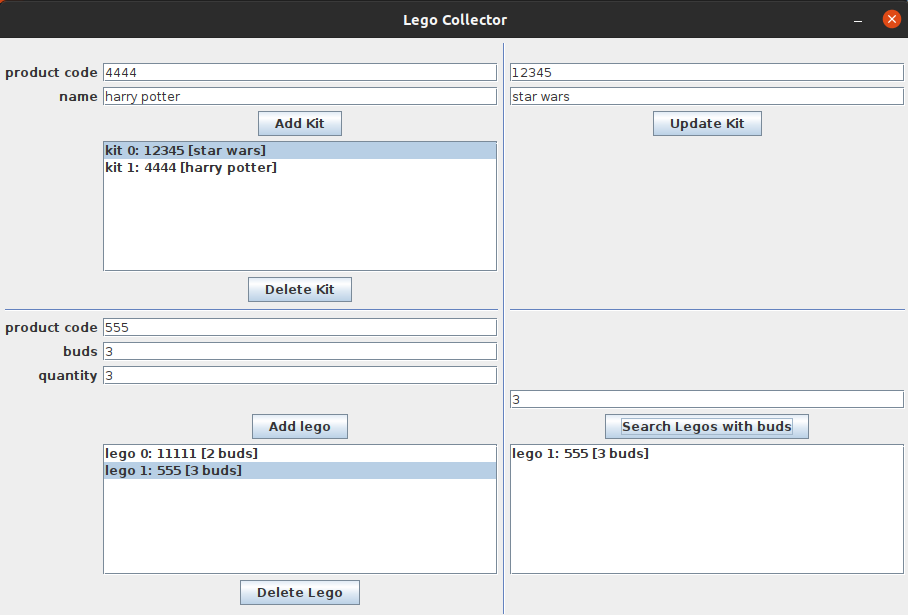 Lego Collector
product code 4444
name harry potter
Add Kit
kit 0: 12345 [star wars]
kit 1: 4444 [harry potter]
Delete Kit
12345
star wars
Update Kit
product code 555
buds 3
quantity 3
Add lego
lego 0: 11111 [2 buds]
lego 1: 555 [3 buds]
Delete Lego
3
Search Legos with buds
lego 1: 555 [3 buds]